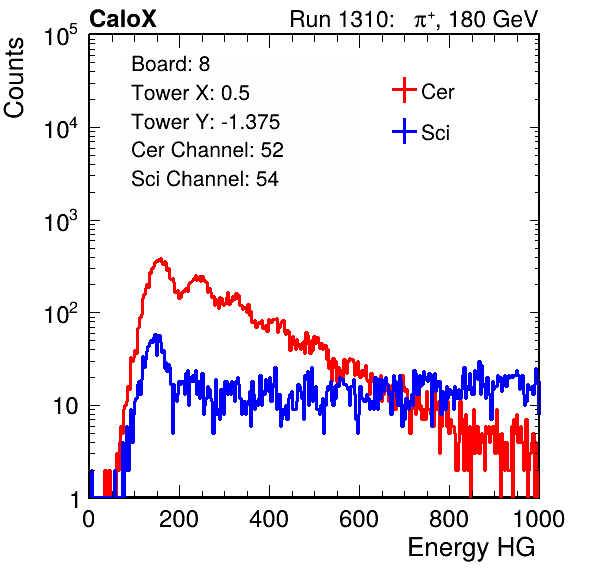 CaloX Run 1310: π⁺, 180 GeV
Counts
10⁵
10⁴
10³
10²
10
1
Board: 8
Tower X: 0.5
Tower Y: -1.375
Cer Channel: 52
Sci Channel: 54
Cer
Sci
0 200 400 600 800 1000
Energy HG